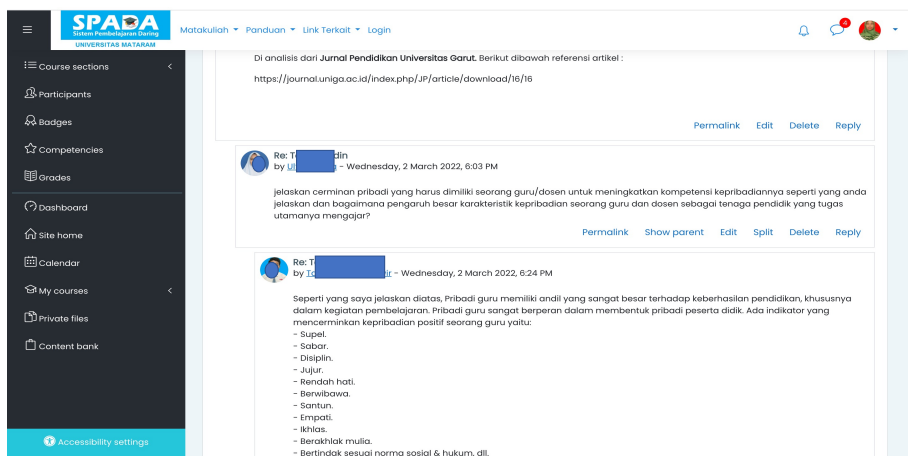 SPADA
Sistem Pembelajaran Daring
UNIVERSITAS MATARAM
Matakuliah Panduan Link Terkait Login
4
Course sections
Participants
Badges
Competencies
Grades
Dashboard
Site home
Calendar
My courses
Private files
Content bank
Accessibility settings
Di analisis dari Jurnal Pendidikan Universitas Garut. Berikut dibawah referensi artikel :
https://journal.uniga.ac.id/index.php/JP/article/download/16/16
Permalink Edit Delete Reply
Re: T din
by Ul - Wednesday, 2 March 2022, 6:03 PM
jelaskan cerminan pribadi yang harus dimiliki seorang guru/dosen untuk meningkatkan kompetensi kepribadiannya seperti yang anda
jelaskan dan bagaimana pengaruh besar karakteristik kepribadian seorang guru dan dosen sebagai tenaga pendidik yang tugas
utamanya mengajar?
Permalink Show parent Edit Split Delete Reply
Re: T
by To ir - Wednesday, 2 March 2022, 6:24 PM
Seperti yang saya jelaskan diatas, Pribadi guru memiliki andil yang sangat besar terhadap keberhasilan pendidikan, khususnya
dalam kegiatan pembelajaran. Pribadi guru sangat berperan dalam membentuk pribadi peserta didik. Ada indikator yang
mencerminkan kepribadian positif seorang guru yaitu:
- Supel.
- Sabar.
- Disiplin.
- Jujur.
- Rendah hati.
- Berwibawa.
- Santun.
- Empati.
- Ikhlas.
- Berakhlak mulia.
- Bertindak sesuai norma sosial & hukum, dll.